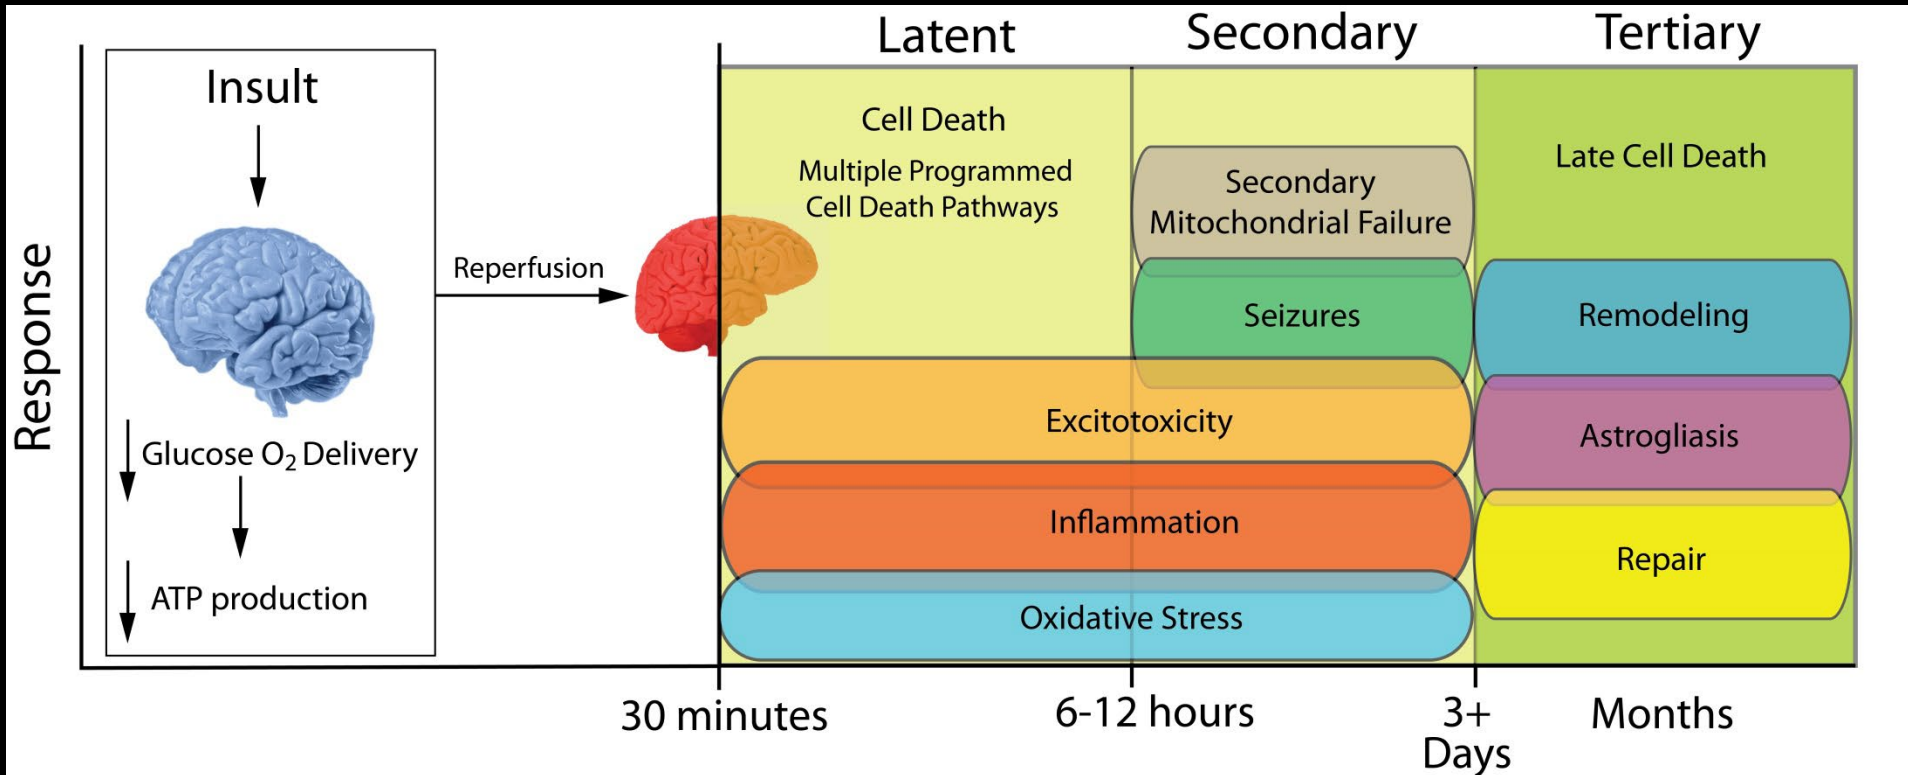 Response
Insult
Glucose O₂ Delivery
ATP production
Reperfusion
Latent
Secondary
Tertiary
Cell Death
Multiple Programmed
Cell Death Pathways
Secondary
Mitochondrial Failure
Seizures
Excitotoxicity
Inflammation
Oxidative Stress
Late Cell Death
Remodeling
Astrogliasis
Repair
30 minutes
6-12 hours
3+
Days
Months